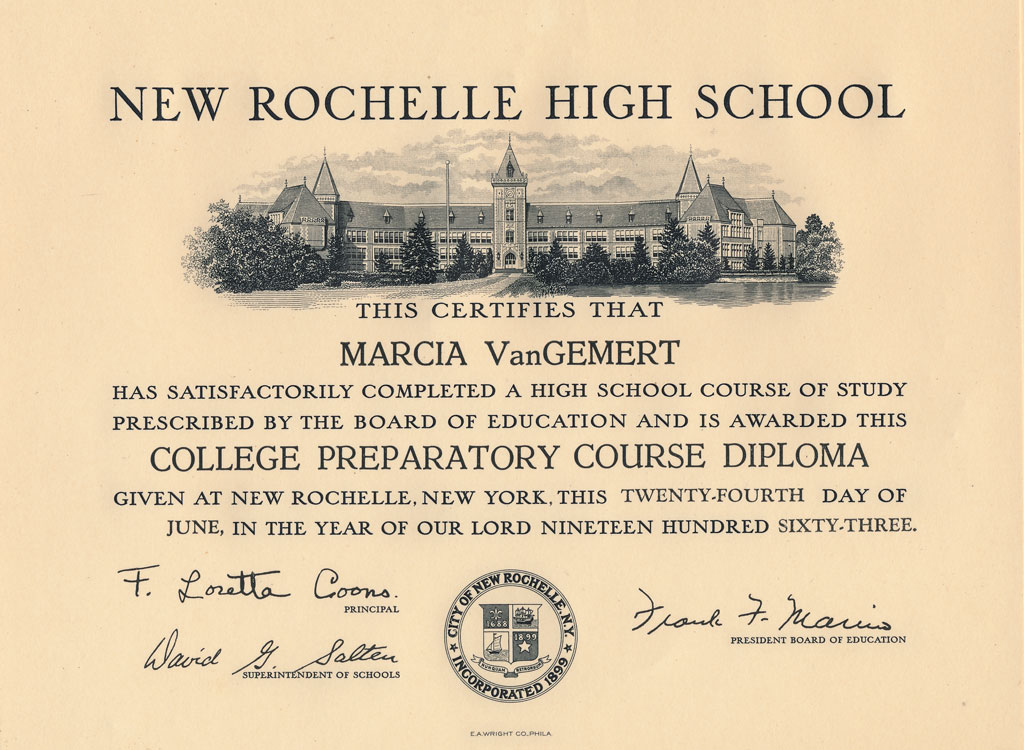 NEW ROCHELLE HIGH SCHOOL
THIS CERTIFIES THAT
MARCIA VanGEMERT
HAS SATISFACTORILY COMPLETED A HIGH SCHOOL COURSE OF STUDY
PRESCRIBED BY THE BOARD OF EDUCATION AND IS AWARDED THIS
COLLEGE PREPARATORY COURSE DIPLOMA
GIVEN AT NEW ROCHELLE, NEW YORK, THIS TWENTY-FOURTH DAY OF
JUNE, IN THE YEAR OF OUR LORD NINETEEN HUNDRED SIXTY-THREE.
F. Loretta Coons.
PRINCIPAL
David G. Salten
SUPERINTENDENT OF SCHOOLS
CITY OF NEW ROCHELLE, N.Y.
1688
1899
NUNQUAM RETRORSUM
INCORPORATED 1899
Frank F. Marino
PRESIDENT BOARD OF EDUCATION
E.A.WRIGHT CO., PHILA.